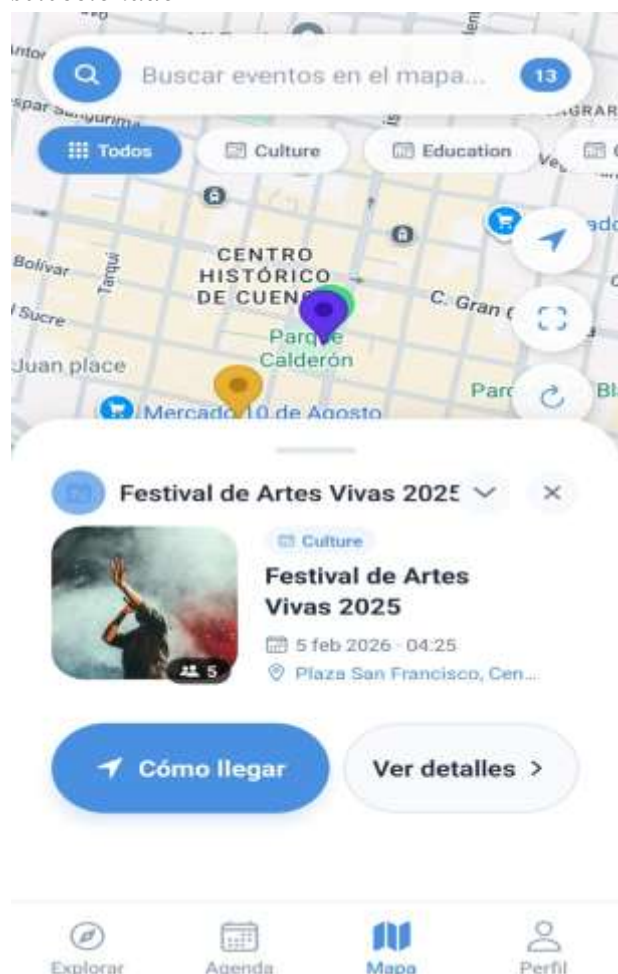 Buscar eventos en el mapa... 13
Todos
Culture
Education
CENTRO
HISTÓRICO
Bolívar
Tarqui
Sucre
C. Gran
Juan place
Parque
Calderón
Mercado 10 de Agosto
Festival de Artes Vivas 2025
Culture
Festival de Artes
Vivas 2025
5 feb 2026 · 04:25
5
Plaza San Francisco, Cen...
Cómo llegar
Ver detalles >
Explorar
Agenda
Mapa
Perfil